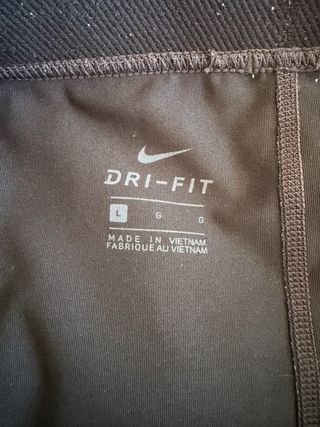 DRI-FIT
L G G
MADE IN VIETNAM
FABRIQUE AU VIETNAM